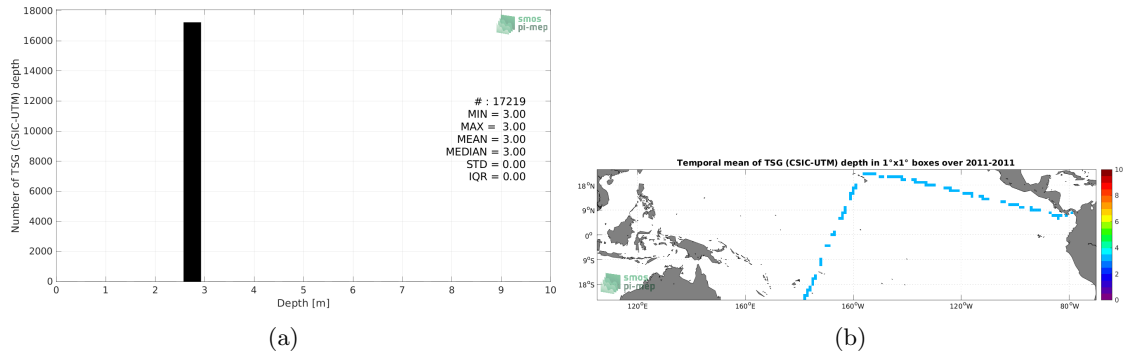 18000
16000
14000
12000
10000
8000
6000
4000
2000
0
Number of TSG (CSIC-UTM) depth
smos
pi-mep
# : 17219
MIN = 3.00
MAX = 3.00
MEAN = 3.00
MEDIAN = 3.00
STD = 0.00
IQR = 0.00
0 1 2 3 4 5 6 7 8 9 10
Depth [m]
(a)
Temporal mean of TSG (CSIC-UTM) depth in 1°x1° boxes over 2011-2011
18°N
9°N
0°
9°S
18°S
smos
pi-mep
120°E 160°E 160°W 120°W 80°W
10
8
6
4
2
0
(b)